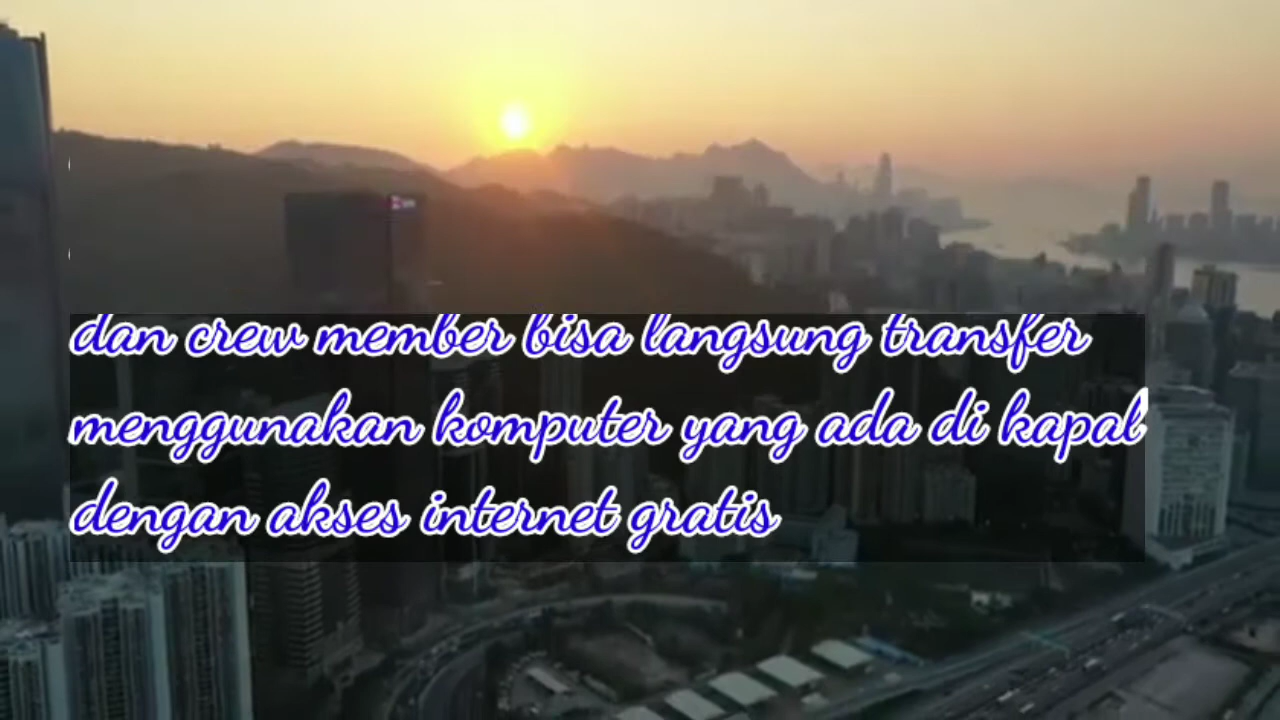 dan crew member bisa langsung transfer
menggunakan komputer yang ada di kapal
dengan akses internet gratis